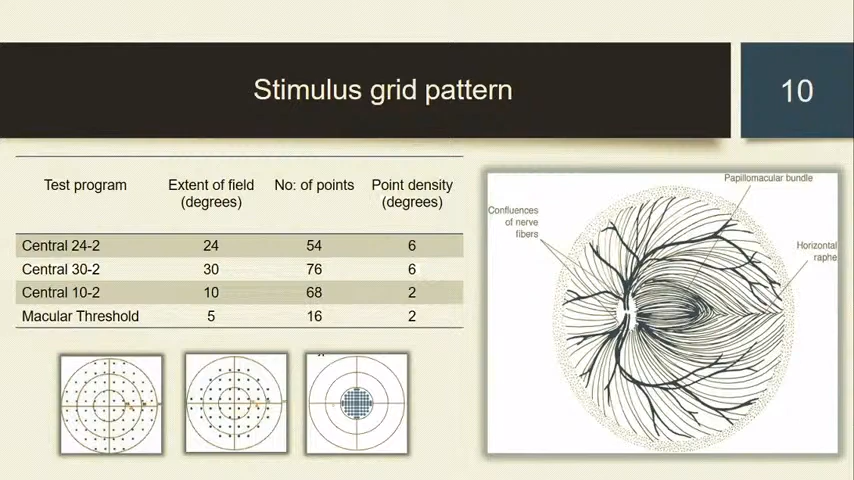 Stimulus grid pattern
10
Test program Extent of field No: of points Point density
(degrees) (degrees)
Central 24-2 24 54 6
Central 30-2 30 76 6
Central 10-2 10 68 2
Macular Threshold 5 16 2
Papillomacular bundle
Confluences
of nerve
fibers
Horizontal
raphe